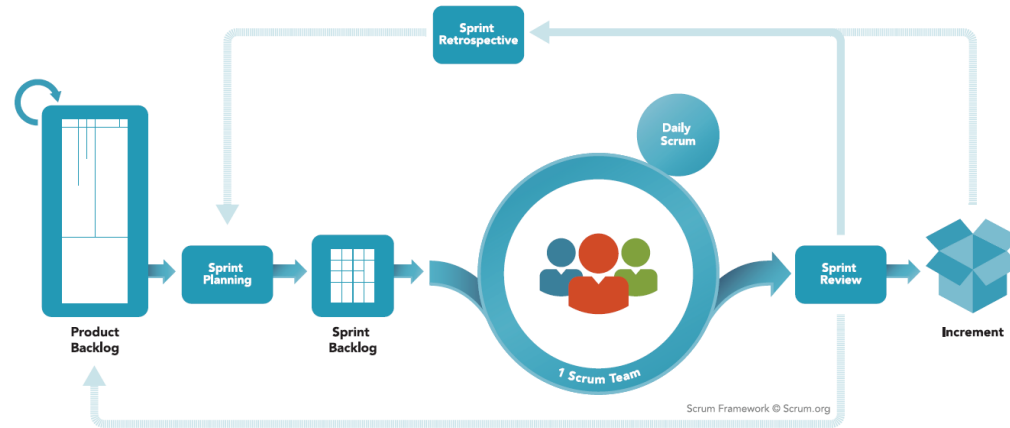 Sprint
Retrospective
Daily
Scrum
Sprint
Planning
Sprint
Review
Product
Backlog
Sprint
Backlog
1 Scrum Team
Increment
Scrum Framework © Scrum.org